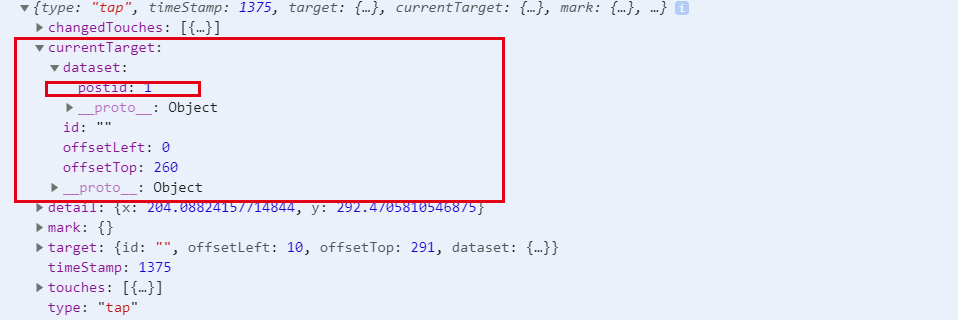 {type: "tap", timeStamp: 1375, target: {…}, currentTarget: {…}, mark: {…}, …} i
changedTouches: [{…}]
currentTarget:
dataset:
postid: 1
__proto__: Object
id: ""
offsetLeft: 0
offsetTop: 260
__proto__: Object
detail: {x: 204.08824157714844, y: 292.4705810546875}
mark: {}
target: {id: "", offsetLeft: 10, offsetTop: 291, dataset: {…}}
timeStamp: 1375
touches: [{…}]
type: "tap"